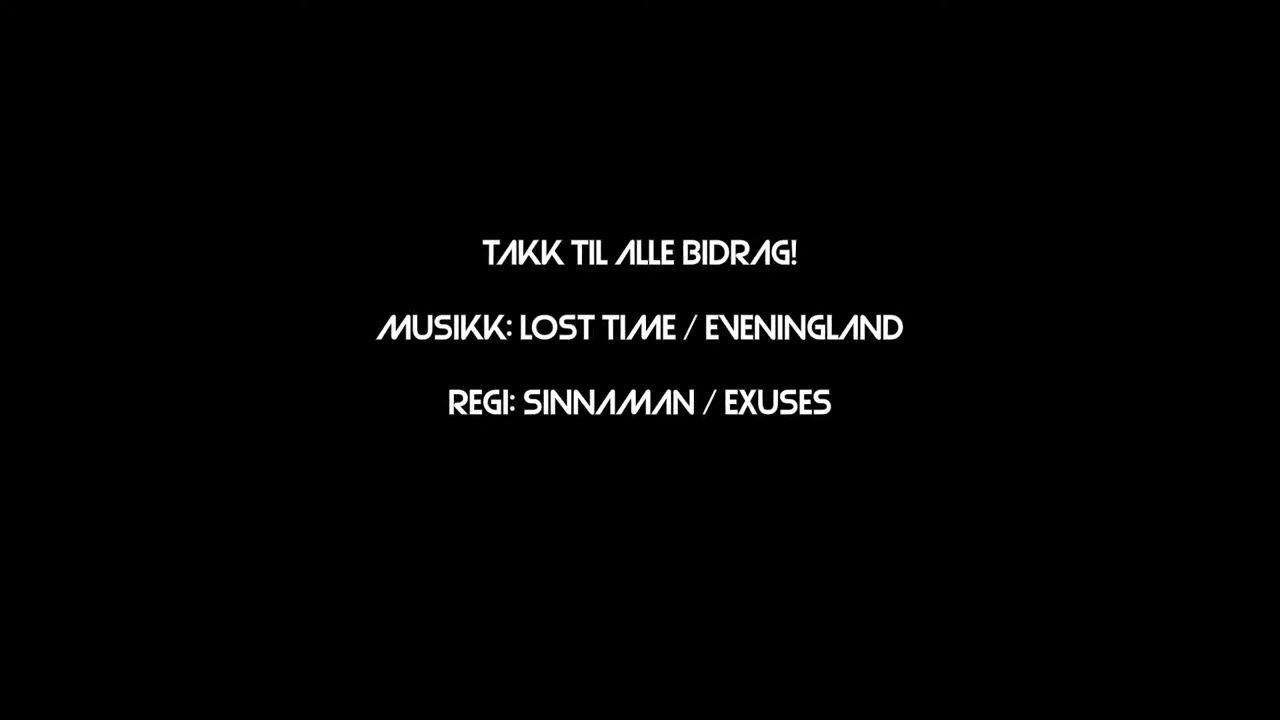 TAKK TIL ALLE BIDRAG!
MUSIKK: LOST TIME / EVENINGLAND
REGI: SINNAMAN / EXUSES